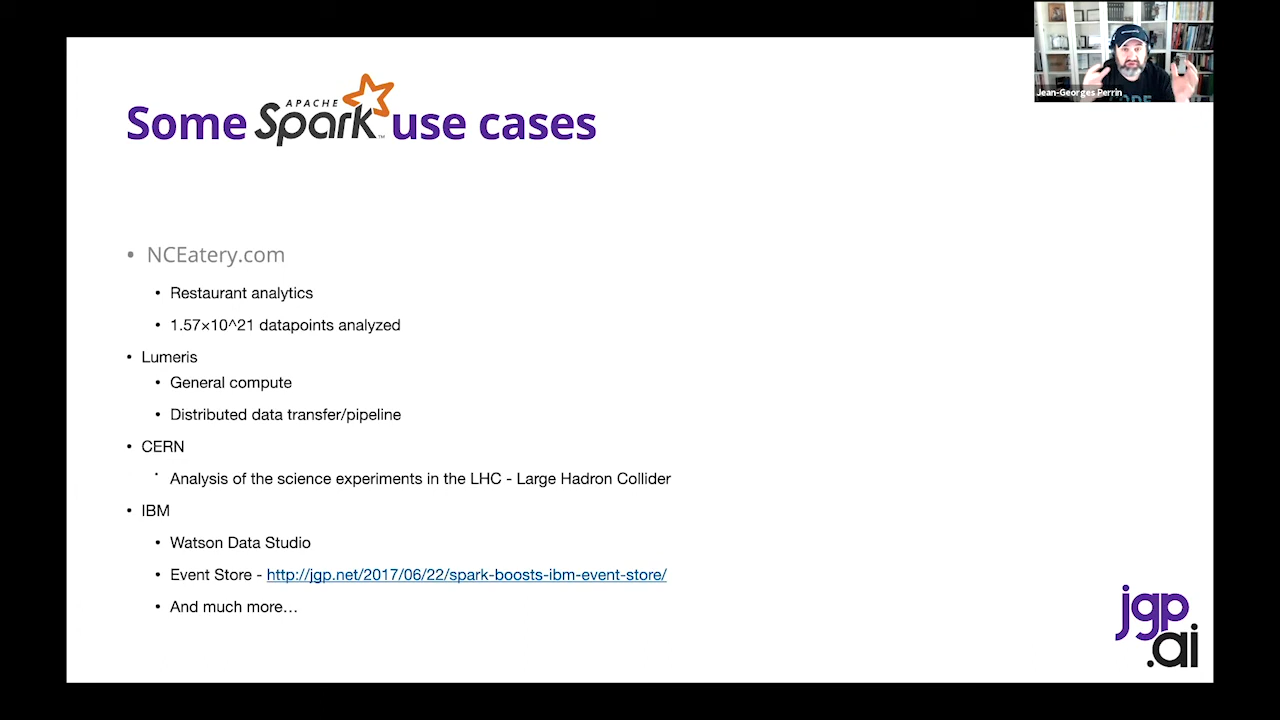 Some APACHE Spark™ use cases
Jean-Georges Perrin
• NCEatery.com
• Restaurant analytics
• 1.57×10^21 datapoints analyzed
• Lumeris
• General compute
• Distributed data transfer/pipeline
• CERN
• Analysis of the science experiments in the LHC - Large Hadron Collider
• IBM
• Watson Data Studio
• Event Store - http://jgp.net/2017/06/22/spark-boosts-ibm-event-store/
• And much more…
jgp
.ai